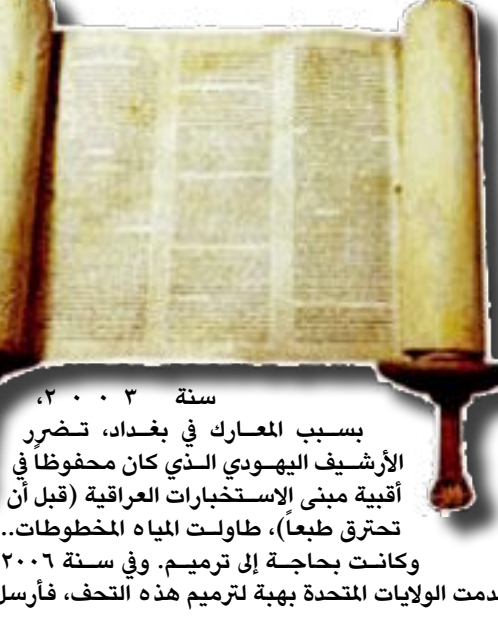 سنة ٢٠٠٣،
بسبب المعارك في بغداد، تضرر
الأرشيف اليهودي الذي كان محفوظاً في
أقبية مبنى الاستخبارات العراقية (قبل أن
تحترق طبعاً)، طاولت المياه المخطوطات..
وكانت بحاجة إلى ترميم. وفي سنة ٢٠٠٦
دمت الولايات المتحدة بهبة لترميم هذه التحف، فأرسل